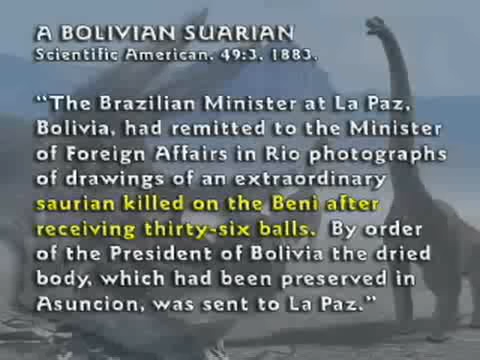 A BOLIVIAN SUARIAN
Scientific American. 49:3, 1883.
“The Brazilian Minister at La Paz,
Bolivia, had remitted to the Minister
of Foreign Affairs in Rio photographs
of drawings of an extraordinary
saurian killed on the Beni after
receiving thirty-six balls. By order
of the President of Bolivia the dried
body, which had been preserved in
Asuncion, was sent to La Paz.”